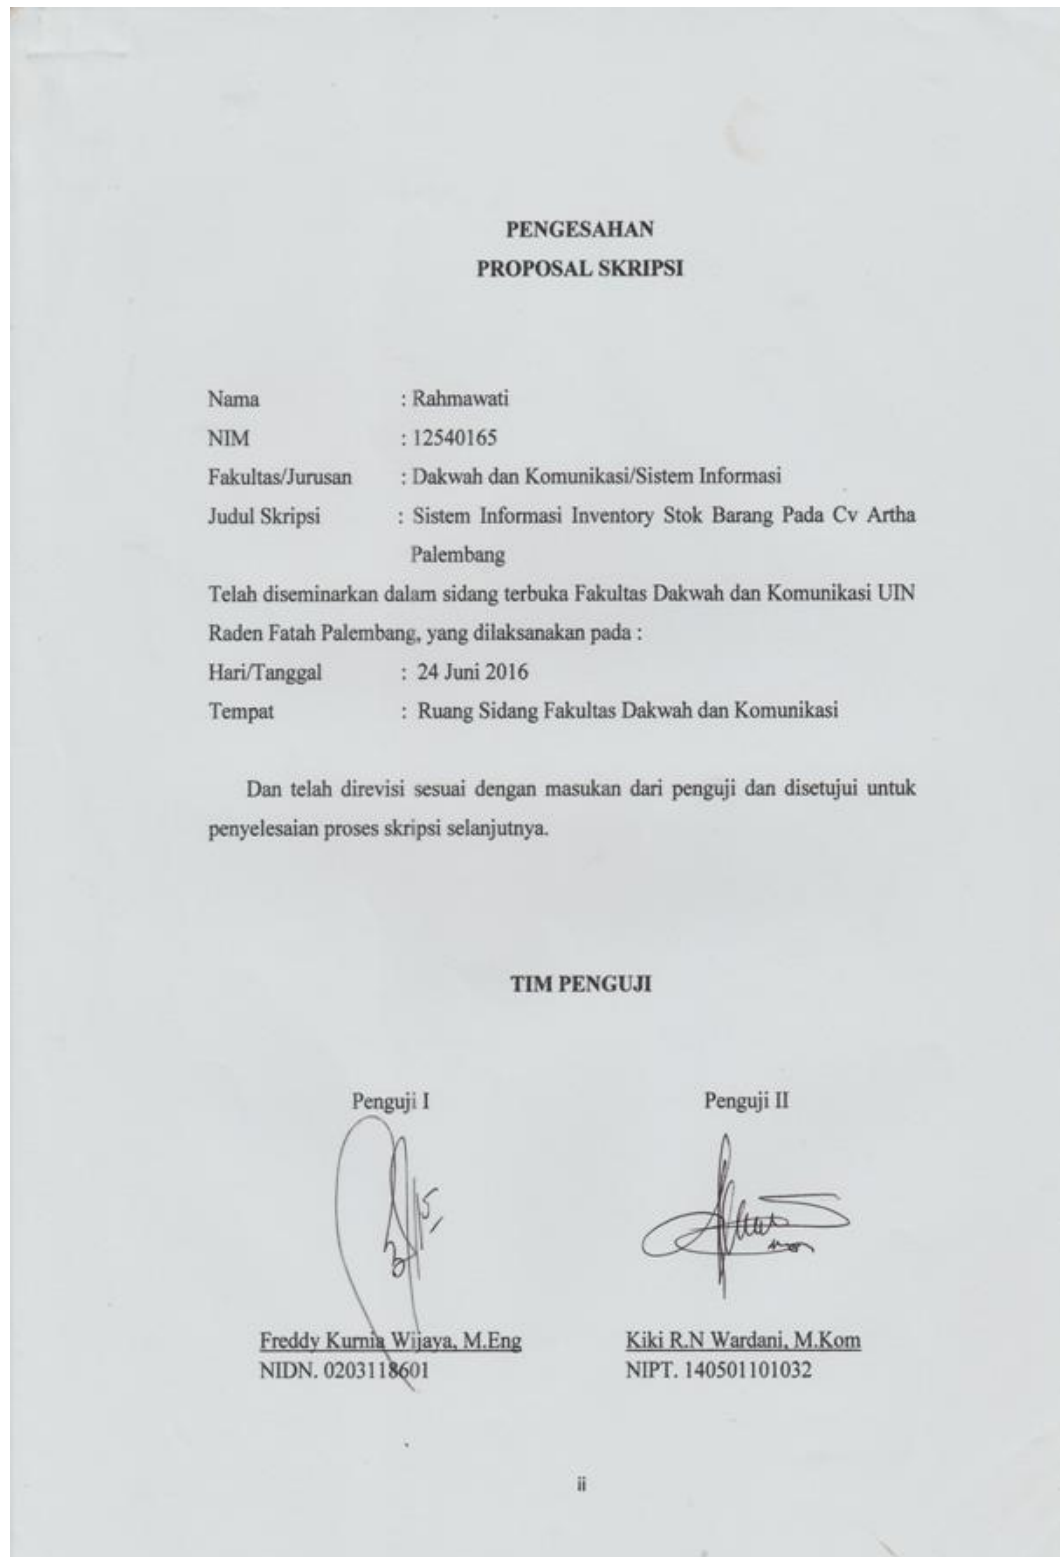 PENGESAHAN
PROPOSAL SKRIPSI
Nama : Rahmawati
NIM : 12540165
Fakultas/Jurusan : Dakwah dan Komunikasi/Sistem Informasi
Judul Skripsi : Sistem Informasi Inventory Stok Barang Pada Cv Artha
Palembang
Telah diseminarkan dalam sidang terbuka Fakultas Dakwah dan Komunikasi UIN
Raden Fatah Palembang, yang dilaksanakan pada :
Hari/Tanggal : 24 Juni 2016
Tempat : Ruang Sidang Fakultas Dakwah dan Komunikasi
Dan telah direvisi sesuai dengan masukan dari penguji dan disetujui untuk
penyelesaian proses skripsi selanjutnya.
TIM PENGUJI
Penguji I
Penguji II
Freddy Kurnia Wijaya, M.Eng
NIDN. 0203118601
Kiki R.N Wardani, M.Kom
NIPT. 140501101032
ii